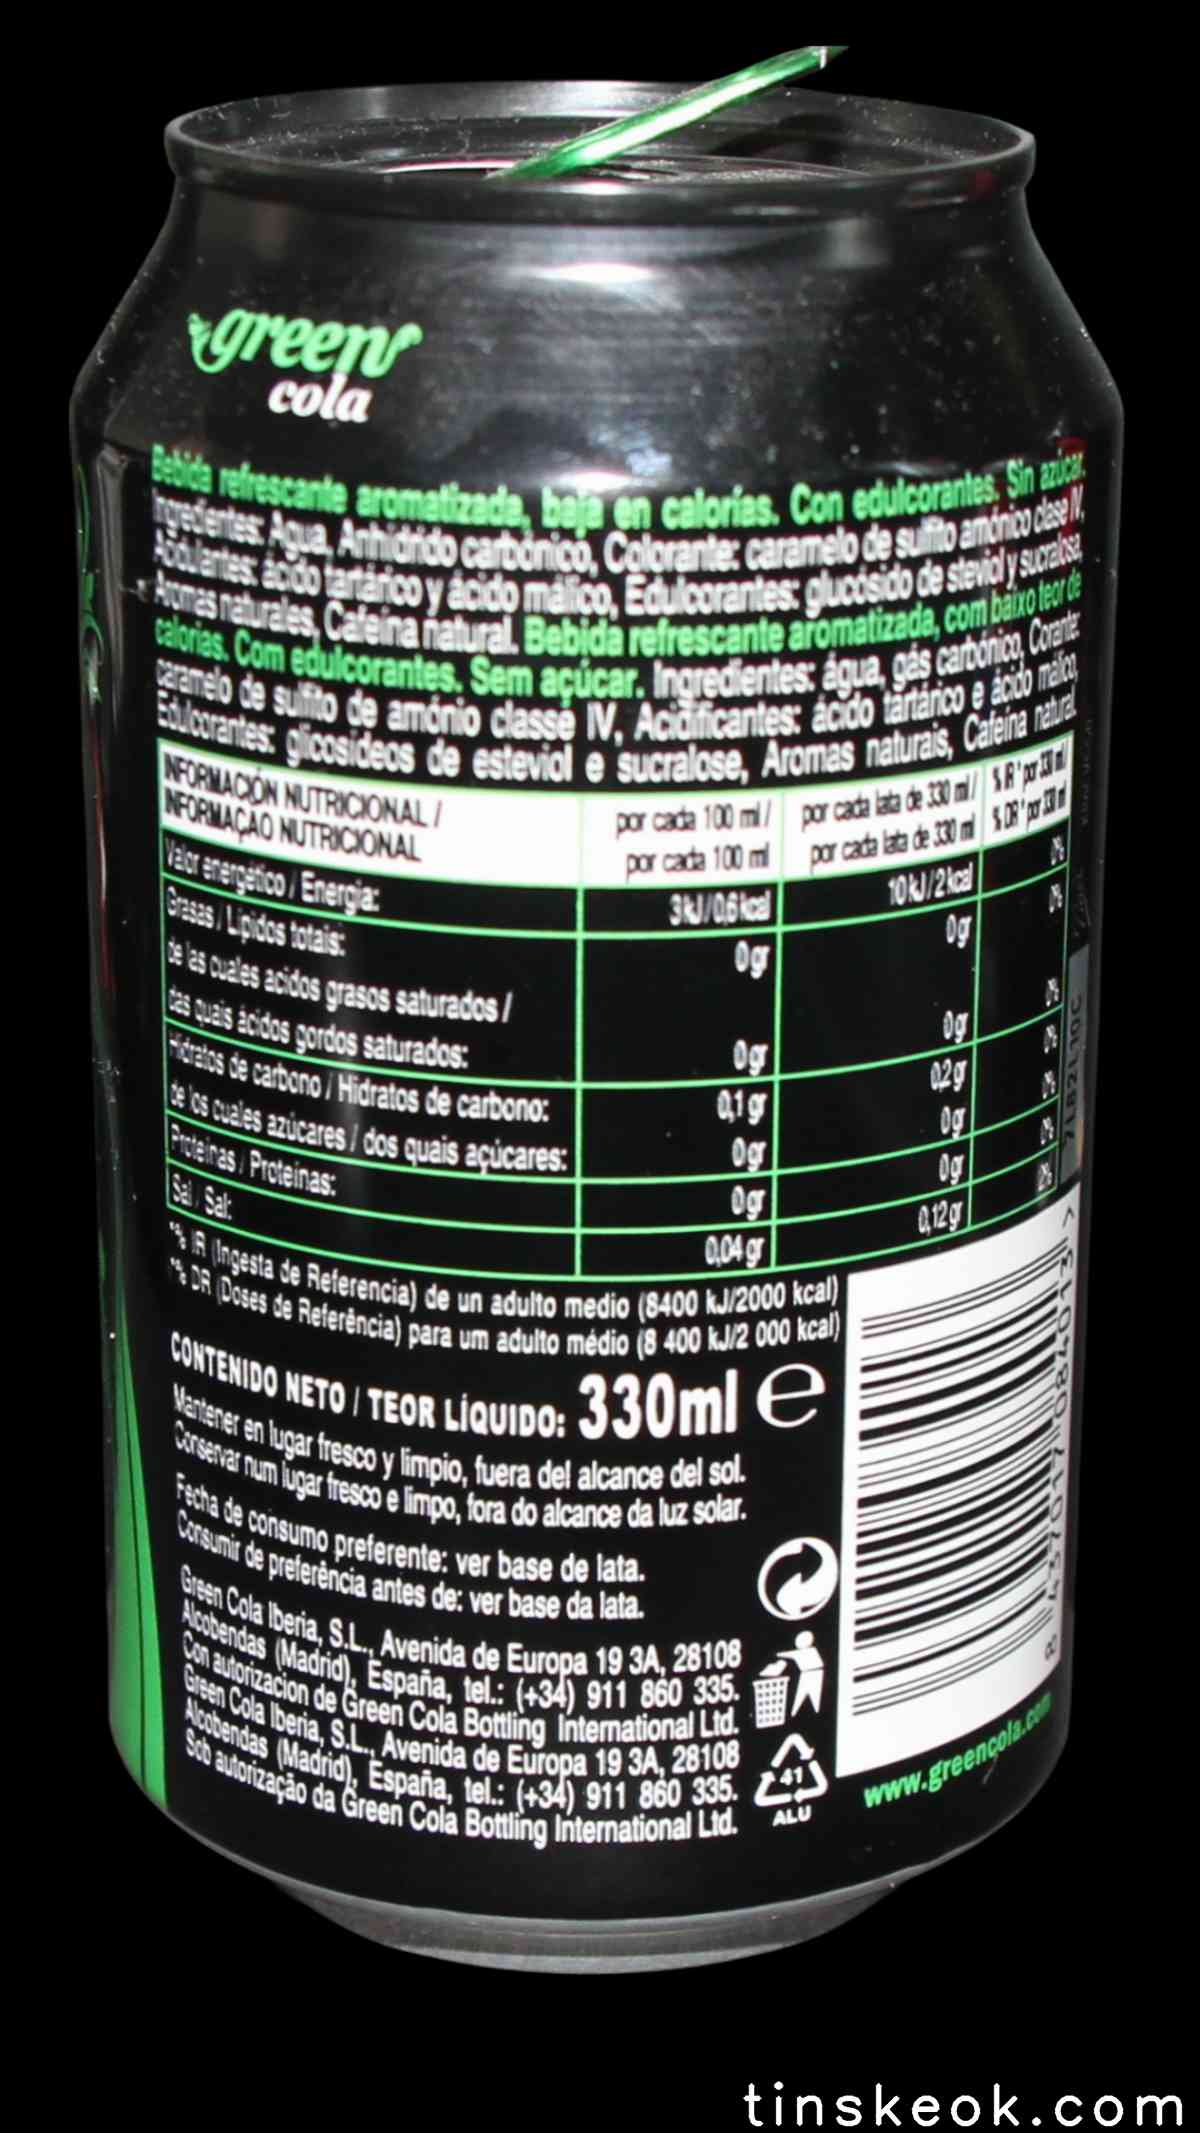 green
cola
Bebida refrescante aromatizada, baja en calorías. Con edulcorantes. Sin azúcar.
Ingredientes: Agua, Anhídrido carbónico, Colorante: caramelo de sulfito amónico clase IV,
Acidulantes: ácido tartárico y ácido málico, Edulcorantes: glucósido de steviol y sucralosa,
Aromas naturales, Cafeína natural. Bebida refrescante aromatizada, com baixo teor de
calorias. Com edulcorantes. Sem açúcar. Ingredientes: água, gás carbónico, Corante:
caramelo de sulfito de amónio classe IV, Acidificantes: ácido tartárico e ácido málico,
Edulcorantes: glicosídeos de esteviol e sucralose, Aromas naturais, Cafeína natural.
INFORMACIÓN NUTRICIONAL / por cada 100 ml / por cada lata de 330 ml / % IR* por 330 ml /
INFORMAÇAO NUTRICIONAL por cada 100 ml por cada lata de 330 ml % DR* por 330 ml
Valor energético / Energia: 3 kJ / 0,6 kcal 10 kJ / 2 kcal 0%
Grasas / Lípidos totais: 0 gr 0 gr 0%
de las cuales acidos grasos saturados /
das quais ácidos gordos saturados: 0 gr 0 gr 0%
Hidratos de carbono / Hidratos de carbono: 0,1 gr 0,2 gr 0%
de los cuales azúcares / dos quais açúcares: 0 gr 0 gr 0%
Proteínas / Proteínas: 0 gr 0 gr 0%
Sal / Sal: 0,04 gr 0,12 gr 2%
*% IR (Ingesta de Referencia) de un adulto medio (8400 kJ/2000 kcal)
*% DR (Doses de Referência) para um adulto médio (8 400 kJ/2 000 kcal)
CONTENIDO NETO / TEOR LÍQUIDO: 330ml e
Mantener en lugar fresco y limpio, fuera del alcance del sol.
Conservar num lugar fresco e limpo, fora do alcance da luz solar.
Fecha de consumo preferente: ver base de lata.
Consumir de preferência antes de: ver base da lata.
Green Cola Iberia, S.L., Avenida de Europa 19 3A, 28108
Alcobendas (Madrid), España, tel.: (+34) 911 860 335.
Con autorizacion de Green Cola Bottling International Ltd.
Green Cola Iberia, S.L., Avenida de Europa 19 3A, 28108
Alcobendas (Madrid), España, tel.: (+34) 911 860 335.
Sob autorização da Green Cola Bottling International Ltd.
41
ALU
8 437017 084013 >
www.greencola.com
tinskeok.com